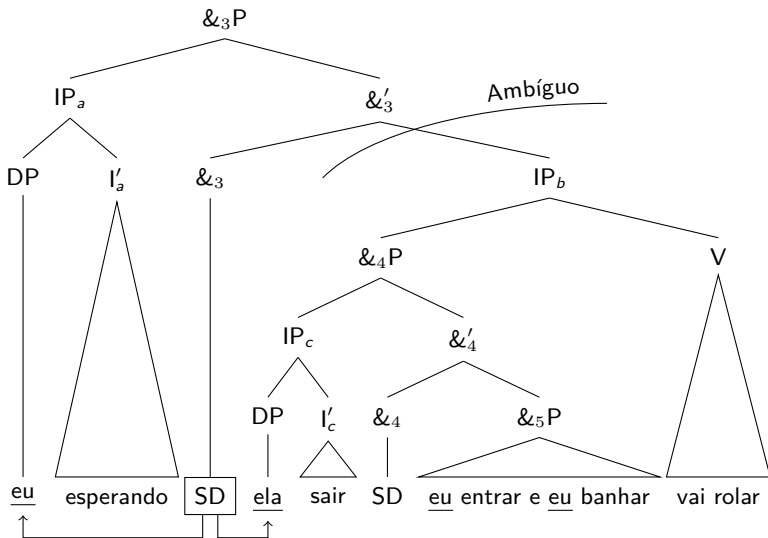 &₃P
IPₐ &′₃
Ambíguo
DP I′ₐ &₃ IP_b
&₄P V
IP_c &′₄
DP I′_c &₄ &₅P
eu esperando SD ela sair SD eu entrar e eu banhar vai rolar